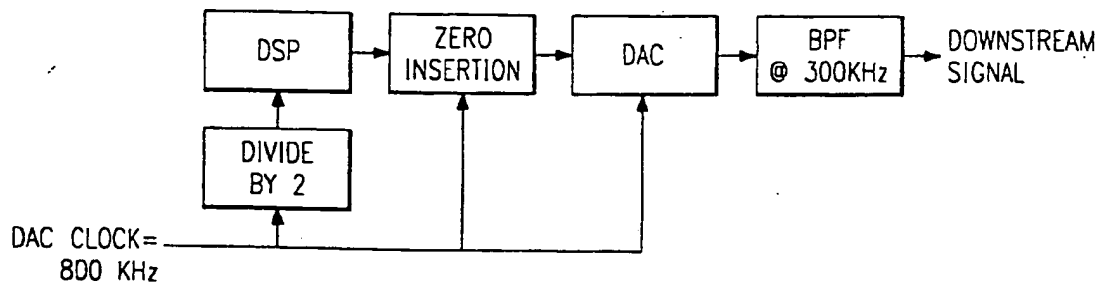 DSP
ZERO
INSERTION
DAC
BPF
@ 300KHz
DOWNSTREAM
SIGNAL
DIVIDE
BY 2
DAC CLOCK=
800 KHz